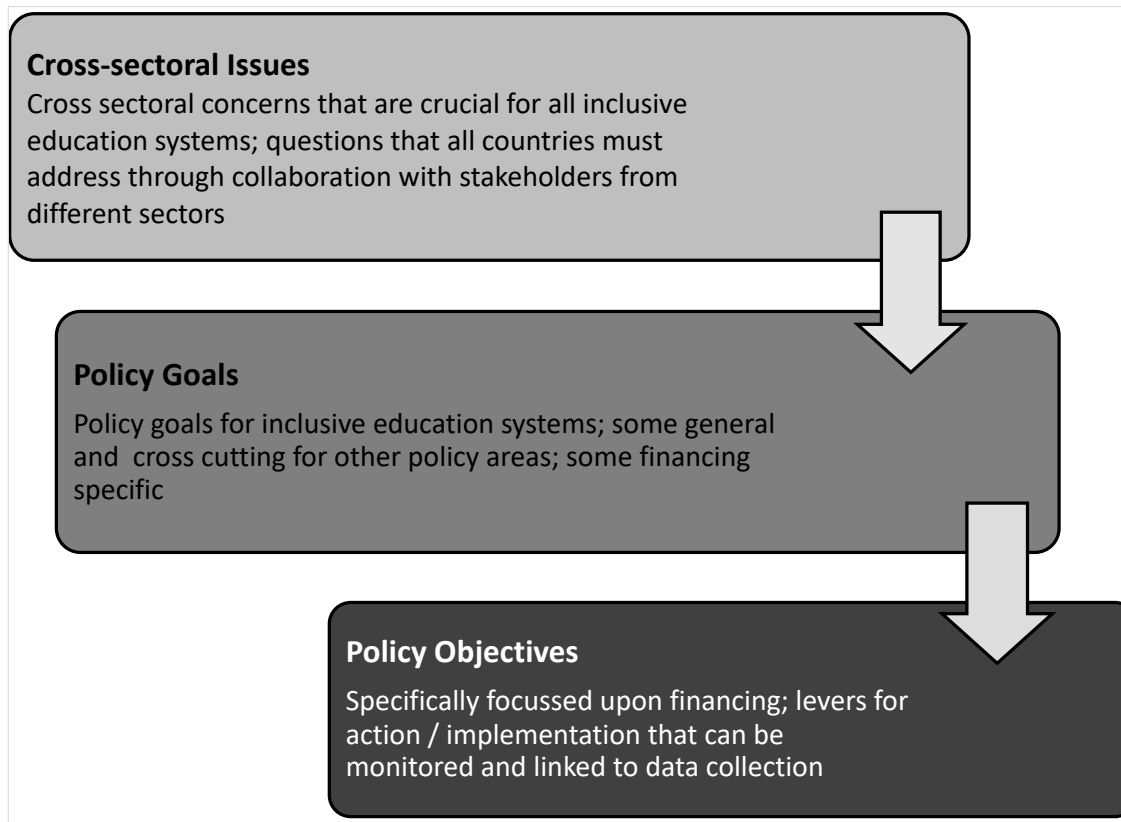 Cross-sectoral Issues
Cross sectoral concerns that are crucial for all inclusive
education systems; questions that all countries must
address through collaboration with stakeholders from
different sectors
Policy Goals
Policy goals for inclusive education systems; some general
and  cross cutting for other policy areas; some financing
specific
Policy Objectives
Specifically focussed upon financing; levers for
action / implementation that can be
monitored and linked to data collection